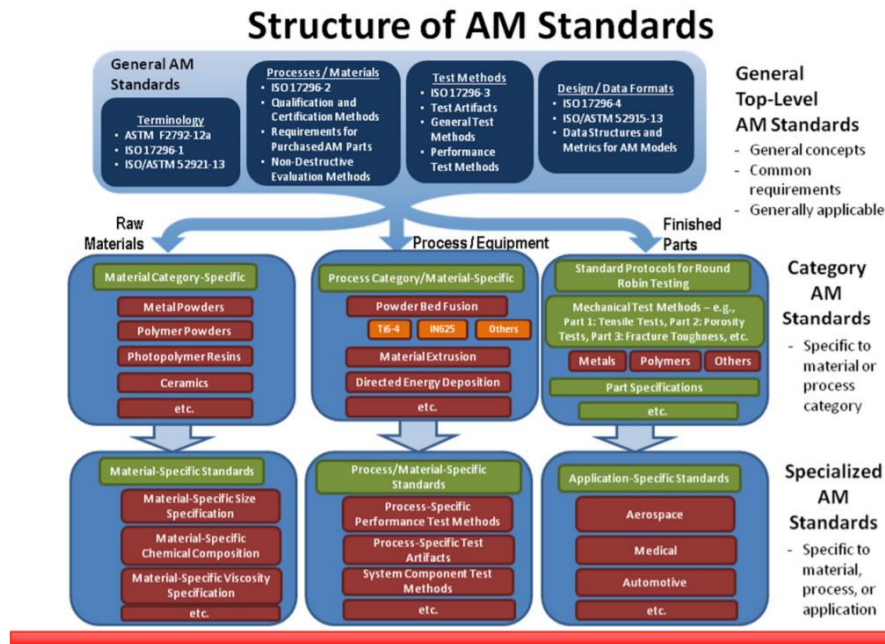 Structure of AM Standards
General AM
Standards
Terminology
• ASTM F2792-12a
• ISO 17296-1
• ISO/ASTM 52921-13
Processes / Materials
• ISO 17296-2
• Qualification and
Certification Methods
• Requirements for
Purchased AM Parts
• Non-Destructive
Evaluation Methods
Test Methods
• ISO 17296-3
• Test Artifacts
• General Test
Methods
• Performance
Test Methods
Design / Data Formats
• ISO 17296-4
• ISO/ASTM 52915-13
• Data Structures and
Metrics for AM Models
General
Top-Level
AM Standards
- General concepts
- Common
requirements
- Generally applicable
Raw
Materials
Process / Equipment
Finished
Parts
Material Category-Specific
Metal Powders
Polymer Powders
Photopolymer Resins
Ceramics
etc.
Process Category/Material-Specific
Powder Bed Fusion
Ti6-4
IN625
Others
Material Extrusion
Directed Energy Deposition
etc.
Standard Protocols for Round
Robin Testing
Mechanical Test Methods – e.g.,
Part 1: Tensile Tests, Part 2: Porosity
Tests, Part 3: Fracture Toughness, etc.
Metals
Polymers
Others
Part Specifications
etc.
Category
AM
Standards
- Specific to
material or
process
category
Material-Specific Standards
Material-Specific Size
Specification
Material-Specific
Chemical Composition
Material-Specific Viscosity
Specification
etc.
Process/Material-Specific
Standards
Process-Specific
Performance Test Methods
Process-Specific Test
Artifacts
System Component Test
Methods
etc.
Application-Specific Standards
Aerospace
Medical
Automotive
etc.
Specialized
AM
Standards
- Specific to
material,
process, or
application